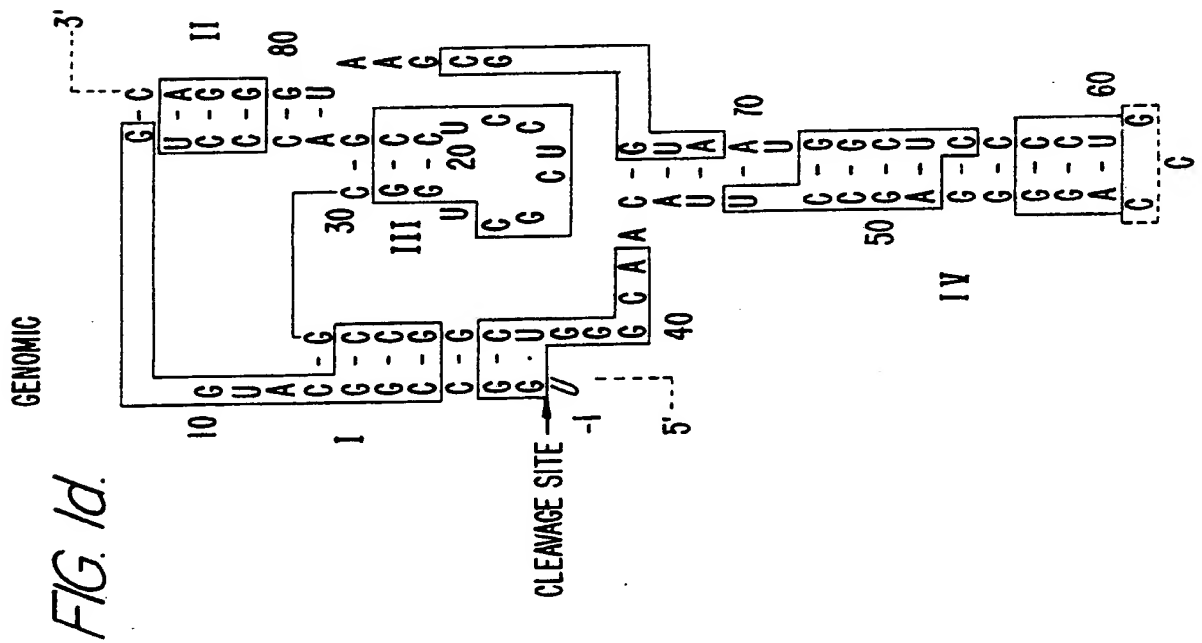 FIG. 1d.
GENOMIC
3'
G - C
U - A
II
C - G
C - G
C - G
80
A - U
G
A
A
G
C
G
10
G
U
A
C - G
G - C
G - C
C - G
C - G
G - C
G · U
I
30
C - G
G - C
G - C
20
U U
C C
G C
C U
III
CLEAVAGE SITE
-1
U
G
G
G C A A
40
5'
C - G
A - U
U - A
U - A
70
U
C - G
C - G
G - C
A - U
50
G - C
G - C
G - C
G - C
A - U
60
C G
C
IV